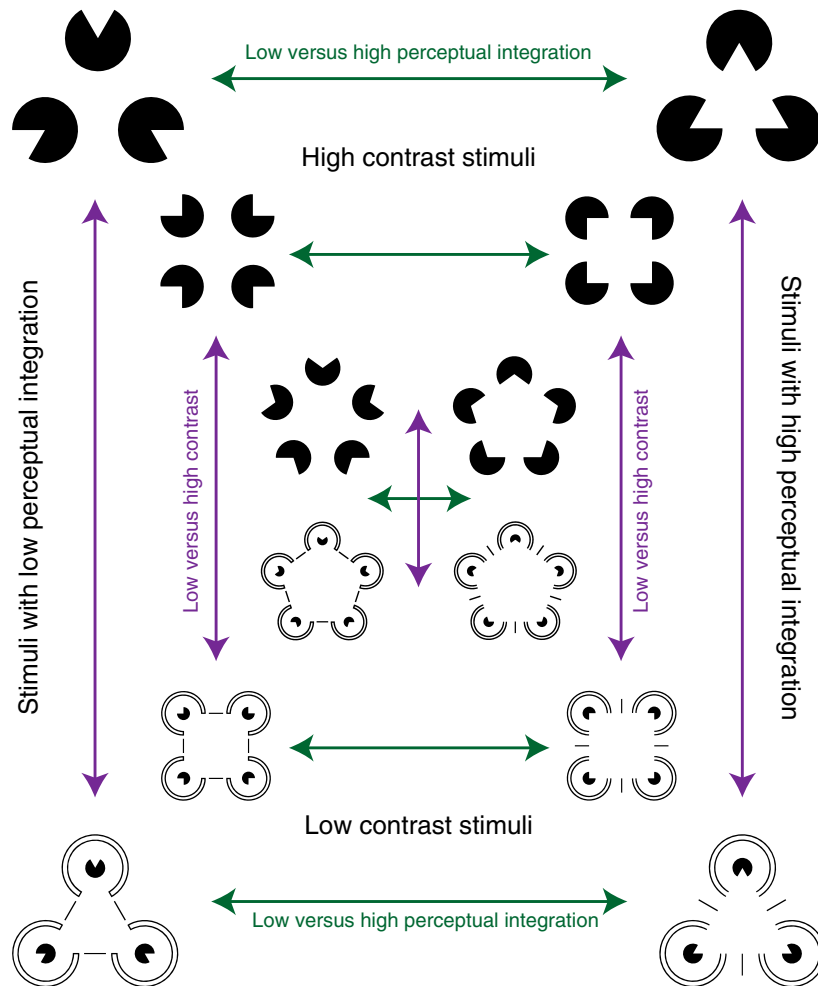 Low versus high perceptual integration
High contrast stimuli
Stimuli with low perceptual integration
Low versus high contrast
Low versus high contrast
Stimuli with high perceptual integration
Low contrast stimuli
Low versus high perceptual integration